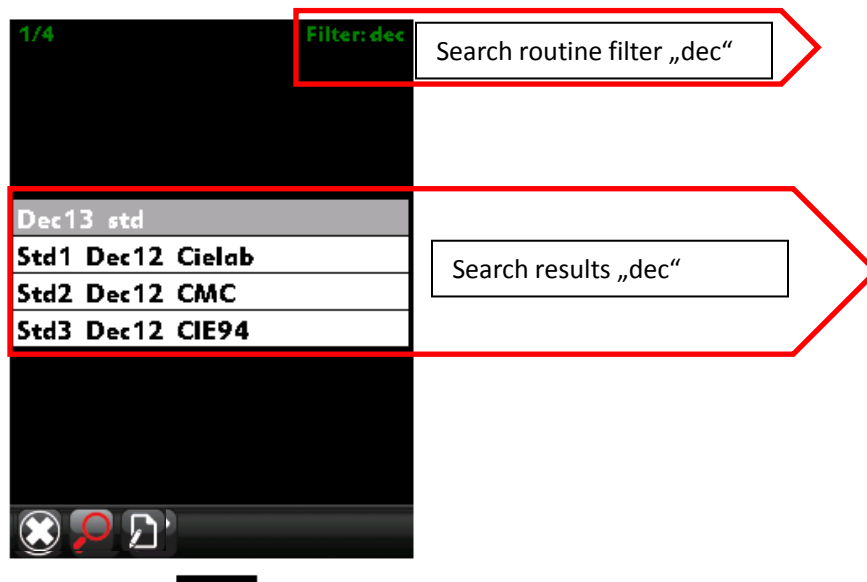 1/4 Filter: dec
Search routine filter „dec“
Dec13 std
Std1 Dec12 Cielab
Std2 Dec12 CMC
Std3 Dec12 CIE94
Search results „dec“